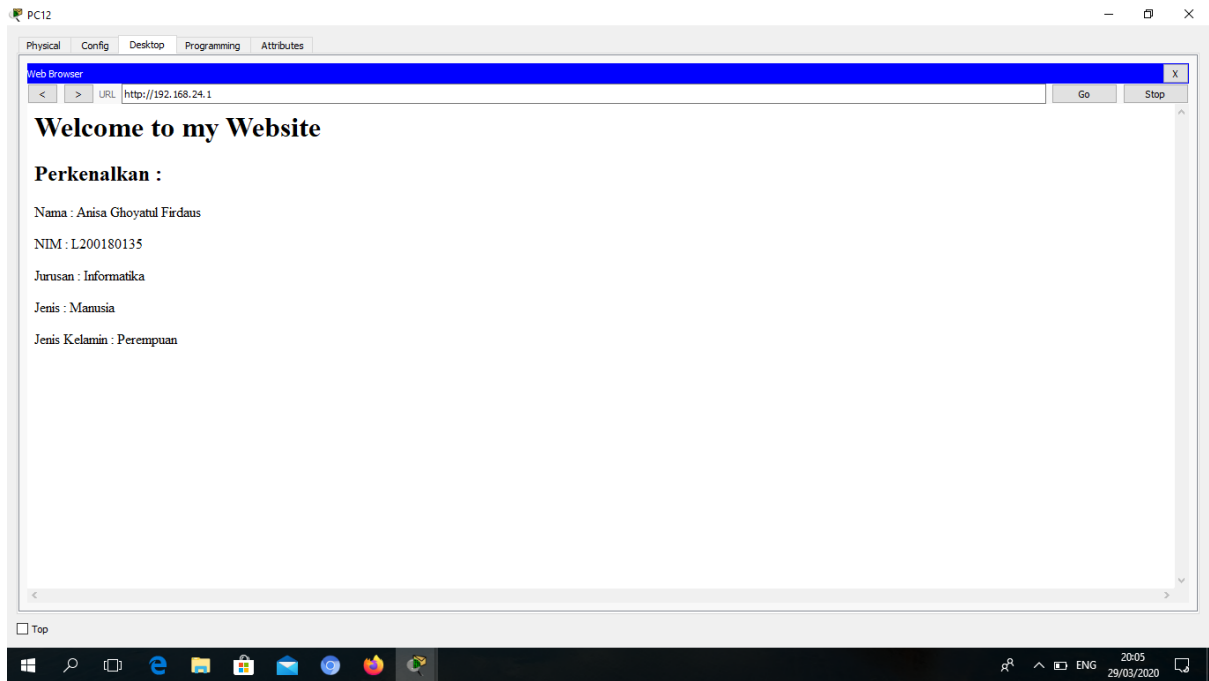 PC12
Physical Config Desktop Programming Attributes
Web Browser X
< > URL http://192.168.24.1 Go Stop
Welcome to my Website
Perkenalkan :
Nama : Anisa Ghoyatul Firdaus
NIM : L200180135
Jurusan : Informatika
Jenis : Manusia
Jenis Kelamin : Perempuan
Top
ENG
20:05
29/03/2020